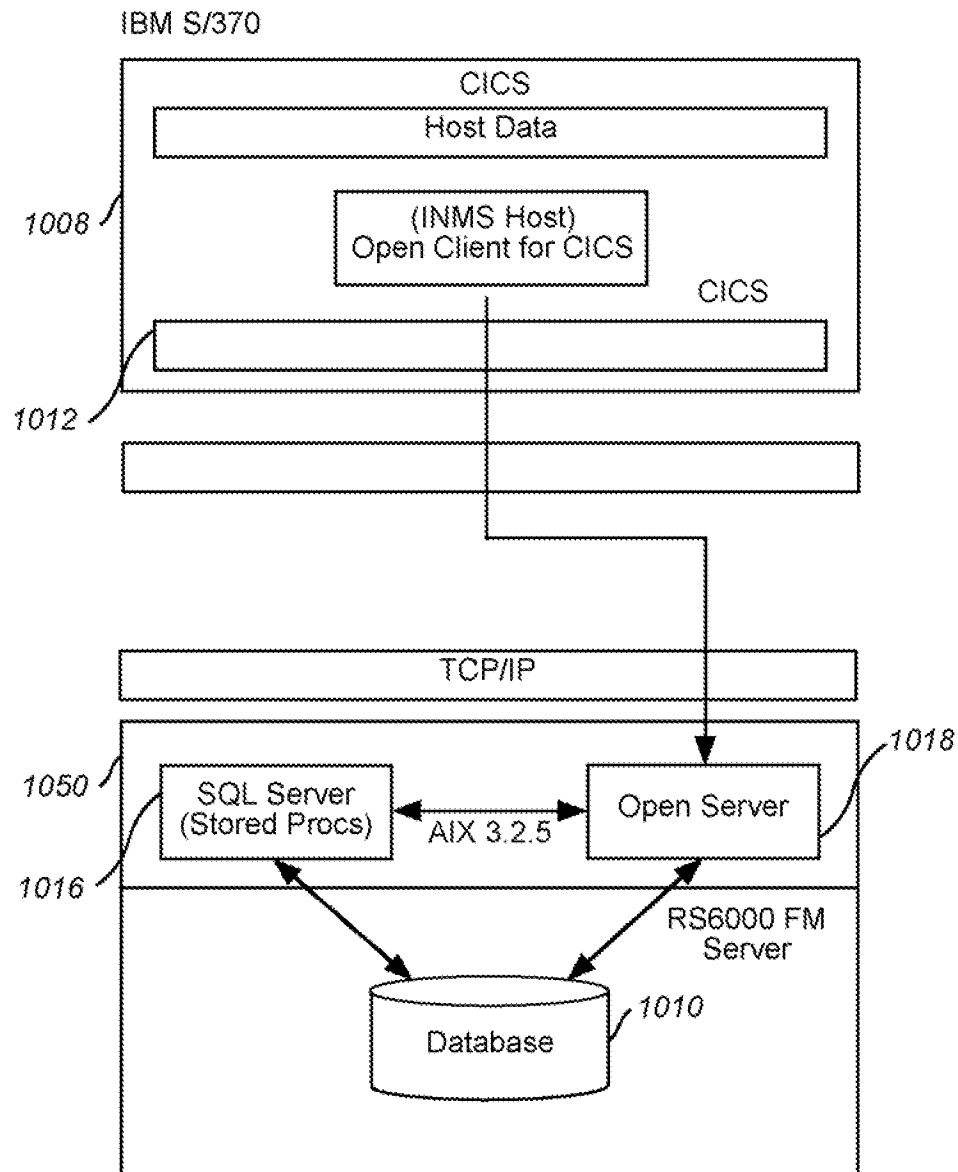 IBM S/370
CICS
Host Data
1008
(INMS Host)
Open Client for CICS
CICS
1012
TCP/IP
1018
1050
SQL Server
(Stored Procs)
AIX 3.2.5
Open Server
1016
RS6000 FM
Server
1010
Database